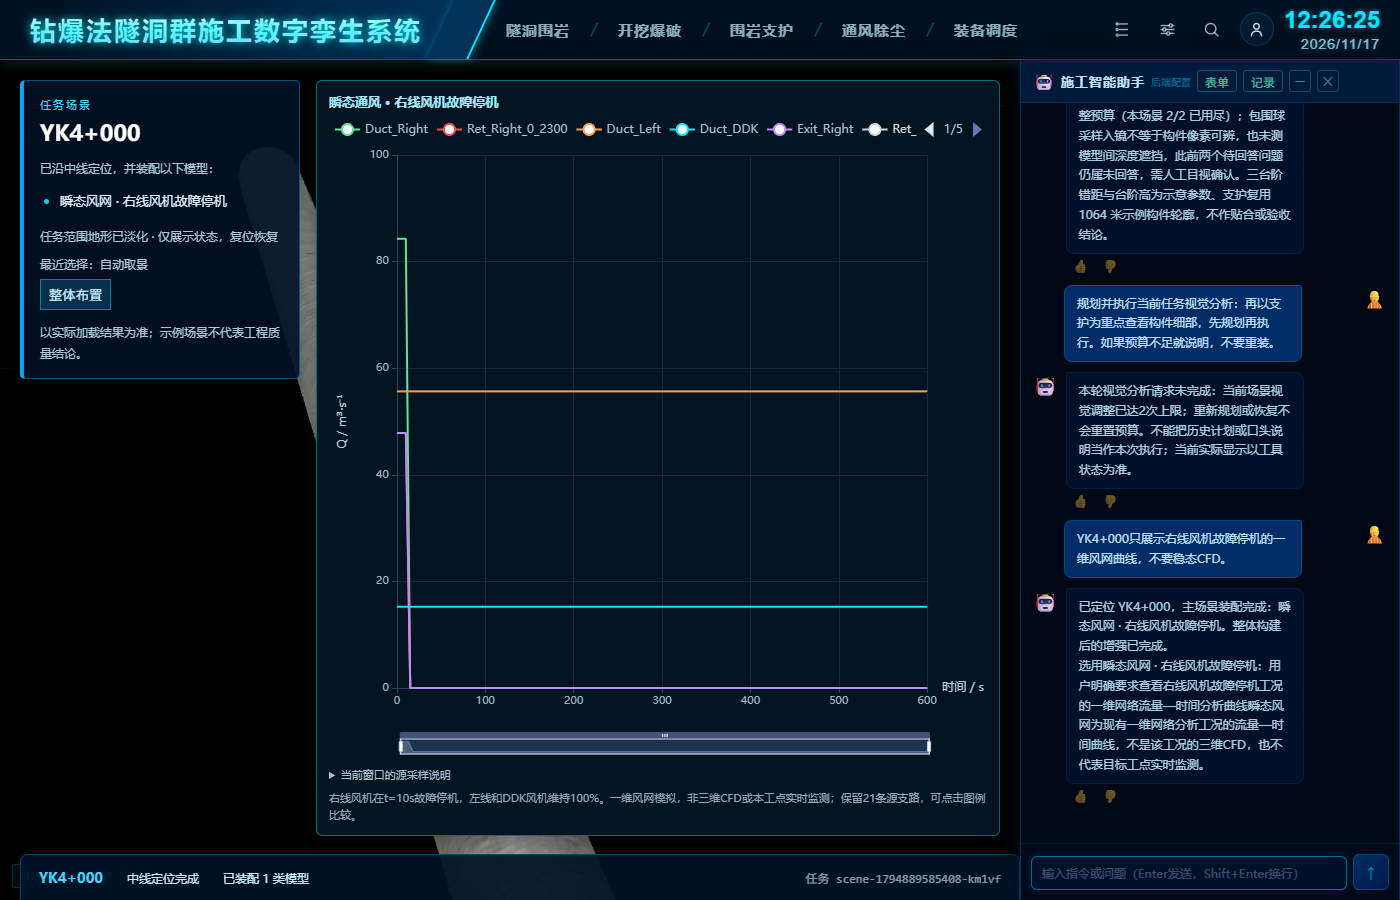 钻爆法隧洞群施工数字孪生系统
隧洞围岩 / 开挖爆破 / 围岩支护 / 通风除尘 / 装备调度
12:26:25
2026/11/17
任务场景
YK4+000
已沿中线定位，并装配以下模型：
瞬态风网 · 右线风机故障停机
任务范围地形已淡化 · 仅展示状态，复位恢复
最近选择：自动取景
整体布置
以实际加载结果为准；示例场景不代表工程质
量结论。
瞬态通风 • 右线风机故障停机
Duct_Right Ret_Right_0_2300 Duct_Left Duct_DDK Exit_Right Ret_ 1/5
100
80
60
40
20
0
Q / m³·s⁻¹
0 100 200 300 400 500 600
时间 / s
▶ 当前窗口的源采样说明
右线风机在t=10s故障停机，左线和DDK风机维持100%。一维风网模拟，非三维CFD或本工点实时监测；保留21条源支路，可点击图例
比较。
YK4+000 中线定位完成 已装配 1 类模型
任务 scene-1794889585408-km1vf
施工智能助手 后端配置 表单 记录
整预算（本场景 2/2 已用尽）；包围球
采样入镜不等于构件像素可辨，也未测
模型间深度遮挡，此前两个待回答问题
仍属未回答，需人工目视确认。三台阶
错距与台阶高为示意参数、支护复用
1064 米示例构件轮廓，不作贴合或验收
结论。
规划并执行当前任务视觉分析：再以支
护为重点查看构件细部，先规划再执
行。如果预算不足就说明，不要重装。
本轮视觉分析请求未完成：当前场景视
觉调整已达2次上限；重新规划或恢复不
会重置预算。不能把历史计划或口头说
明当作本次执行；当前实际显示以工具
状态为准。
YK4+000只展示右线风机故障停机的一
维风网曲线，不要稳态CFD。
已定位 YK4+000，主场景装配完成：瞬
态风网 · 右线风机故障停机。整体构建
后的增强已完成。
选用瞬态风网 · 右线风机故障停机：用
户明确要求查看右线风机故障停机工况
的一维网络流量—时间分析曲线瞬态风
网为现有一维网络分析工况的流量—时
间曲线，不是该工况的三维CFD，也不
代表目标工点实时监测。
输入指令或问题（Enter发送，Shift+Enter换行）